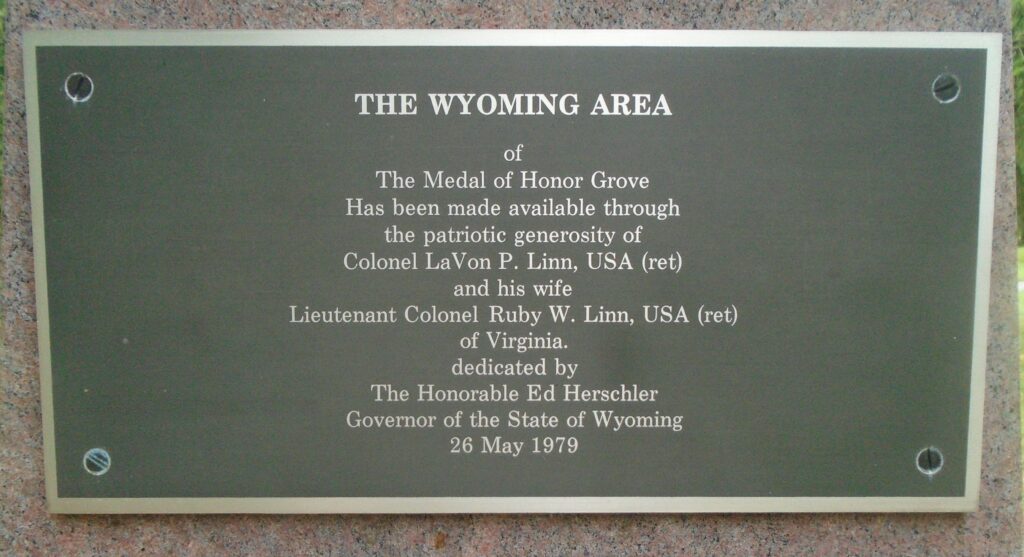 THE WYOMING AREA
of
The Medal of Honor Grove
Has been made available through
the patriotic generosity of
Colonel LaVon P. Linn, USA (ret)
and his wife
Lieutenant Colonel Ruby W. Linn, USA (ret)
of Virginia.
dedicated by
The Honorable Ed Herschler
Governor of the State of Wyoming
26 May 1979